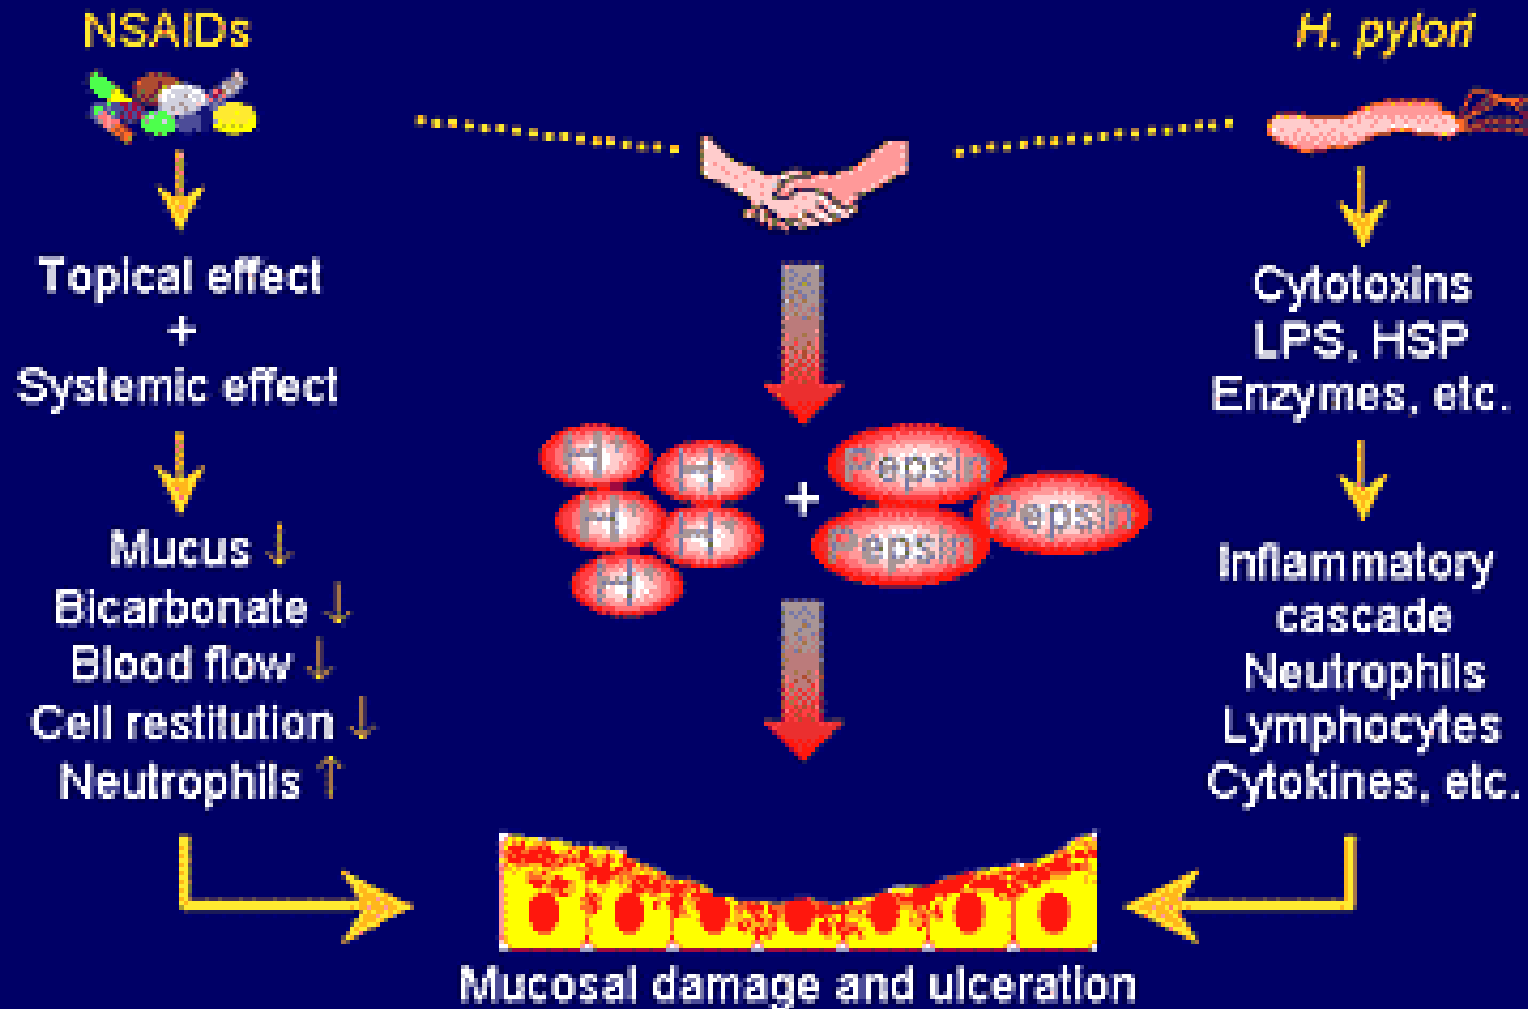 NSAIDs
Topical effect
+
Systemic effect
Mucus ↓
Bicarbonate ↓
Blood flow ↓
Cell restitution ↓
Neutrophils ↑
H⁺
H⁺
H⁺
H⁺
H⁺
+
Pepsin
Pepsin
Pepsin
H. pylori
Cytotoxins
LPS, HSP
Enzymes, etc.
Inflammatory
cascade
Neutrophils
Lymphocytes
Cytokines, etc.
Mucosal damage and ulceration